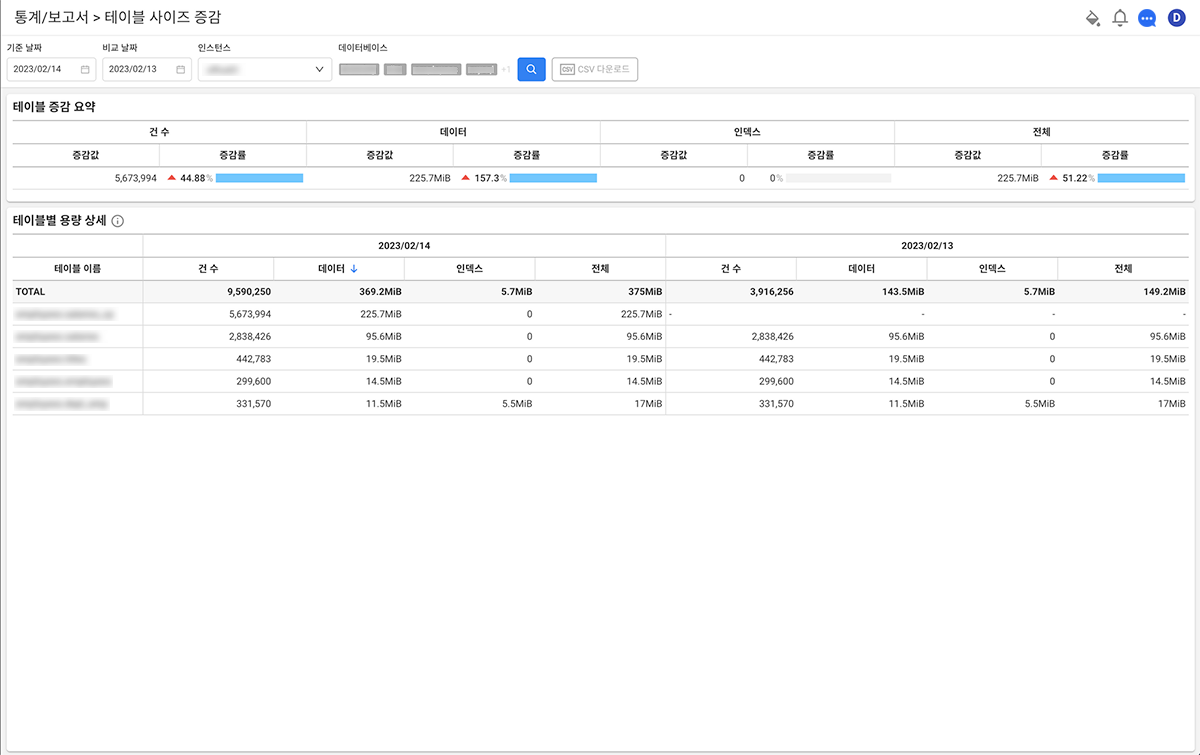 통계/보고서 > 테이블 사이즈 증감
D
기준 날짜 비교 날짜 인스턴스 데이터베이스
2023/02/14 2023/02/13 +1 CSV CSV 다운로드
테이블 증감 요약
건 수 데이터 인덱스 전체
증감값 증감률 증감값 증감률 증감값 증감률 증감값 증감률
5,673,994 44.88% 225.7MiB 157.3% 0 0% 225.7MiB 51.22%
테이블별 용량 상세
2023/02/14 2023/02/13
테이블 이름 건 수 데이터 인덱스 전체 건 수 데이터 인덱스 전체
TOTAL 9,590,250 369.2MiB 5.7MiB 375MiB 3,916,256 143.5MiB 5.7MiB 149.2MiB
5,673,994 225.7MiB 0 225.7MiB - - - -
2,838,426 95.6MiB 0 95.6MiB 2,838,426 95.6MiB 0 95.6MiB
442,783 19.5MiB 0 19.5MiB 442,783 19.5MiB 0 19.5MiB
299,600 14.5MiB 0 14.5MiB 299,600 14.5MiB 0 14.5MiB
331,570 11.5MiB 5.5MiB 17MiB 331,570 11.5MiB 5.5MiB 17MiB